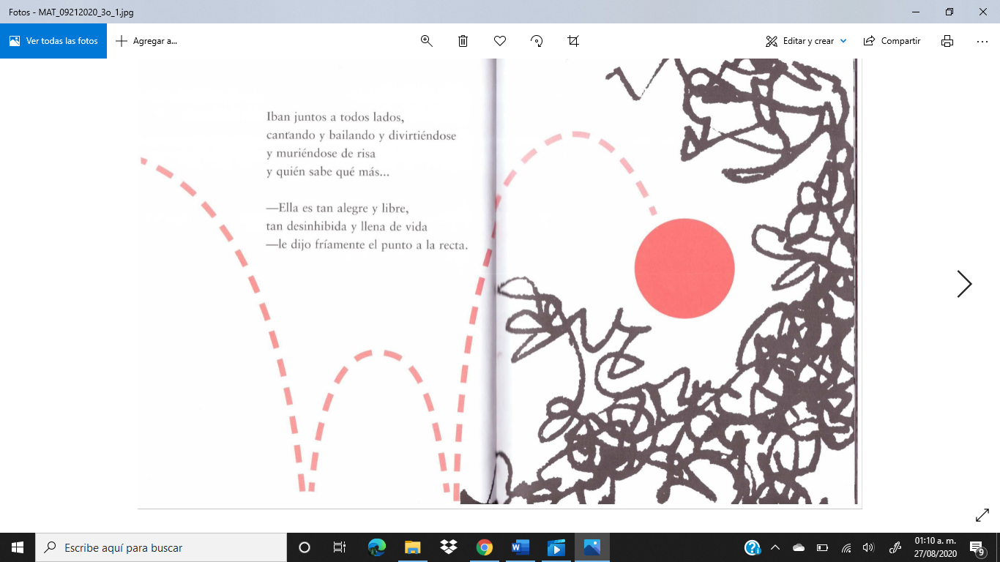 Fotos - MAT_09212020_3o_1.jpg
Ver todas las fotos
Agregar a...
Editar y crear
Compartir
Iban juntos a todos lados,
cantando y bailando y divirtiéndose
y muriéndose de risa
y quién sabe qué más...
—Ella es tan alegre y libre,
tan desinhibida y llena de vida
—le dijo fríamente el punto a la recta.
Escribe aquí para buscar
01:10 a. m.
27/08/2020
9